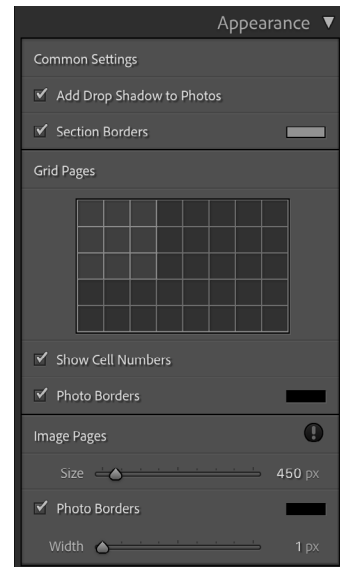 Appearance ▼
Common Settings
Add Drop Shadow to Photos
Section Borders
Grid Pages
Show Cell Numbers
Photo Borders
Image Pages
Size 450 px
Photo Borders
Width 1 px